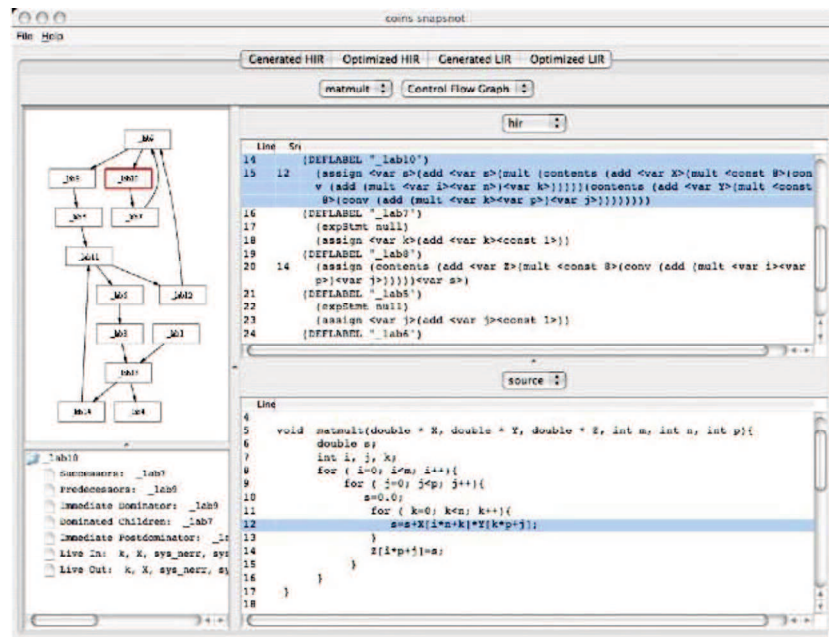 coins snapshot
File Help
Generated HIR Optimized HIR Generated LIR Optimized LIR
matmult Control Flow Graph
_lab9
_lab10
_lab7
_lab11
_lab12
_lab13
_lab14
_lab4
_lab10
Successors: _lab7
Predecessors: _lab9
Immediate Dominator: _lab9
Dominated Children: _lab7
Immediate Postdominator:
Live In: k, X, sys_nerr,
Live Out: k, X, sys_nerr,
hir
Line Src
14 (DEFLABEL "_lab10")
15 12 (assign <var s>(add <var s>(mult (contents (add <var X>(mult <const 8>(con
v (add (mult <var i><var n>)<var k>)))))(contents (add <var Y>(mult <const
8>(conv (add (mult <var k><var p>)<var j>))))))))
16 (DEFLABEL "_lab7")
17 (expStmt null)
18 (assign <var k>(add <var k><const 1>))
19 (DEFLABEL "_lab8")
20 14 (assign (contents (add <var Z>(mult <const 8>(conv (add (mult <var i><var
p>)<var j>)))))<var s>)
21 (DEFLABEL "_lab5")
22 (expStmt null)
23 (assign <var j>(add <var j><const 1>))
24 (DEFLABEL "_lab6")
source
Line
4
5 void matmult(double * X, double * Y, double * Z, int m, int n, int p){
6 double s;
7 int i, j, k;
8 for ( i=0; i<m; i++){
9 for ( j=0; j<p; j++){
10 s=0.0;
11 for ( k=0; k<n; k++){
12 s=s+X[i*n+k]*Y[k*p+j];
13 }
14 Z[i*p+j]=s;
15 }
16 }
17 }
18